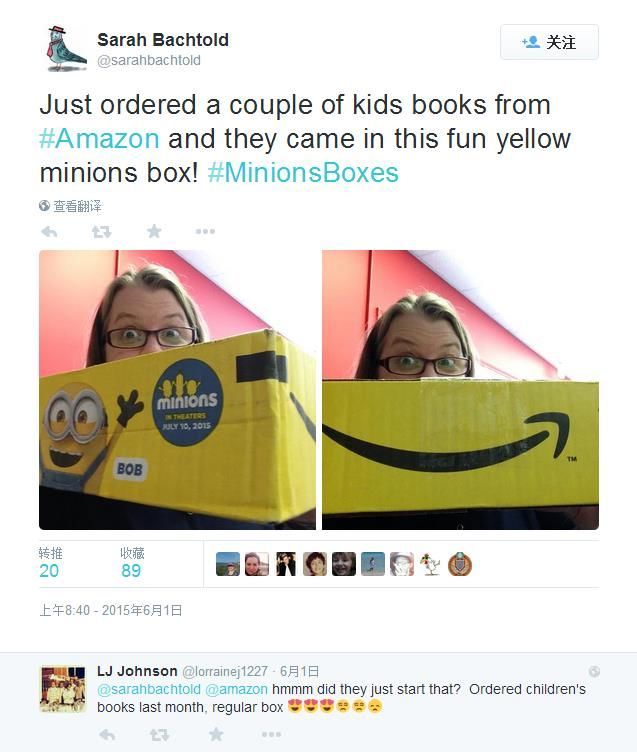 Sarah Bachtold
@sarahbachtold
关注
Just ordered a couple of kids books from
#Amazon and they came in this fun yellow
minions box! #MinionsBoxes
查看翻译
minions
IN THEATERS
JULY 10, 2015
BOB
TM
转推
20
收藏
89
上午8:40 - 2015年6月1日
LJ Johnson @lorrainej1227 · 6月1日
@sarahbachtold @amazon hmmm did they just start that? Ordered children's
books last month, regular box 😍😍😍😒😒😞